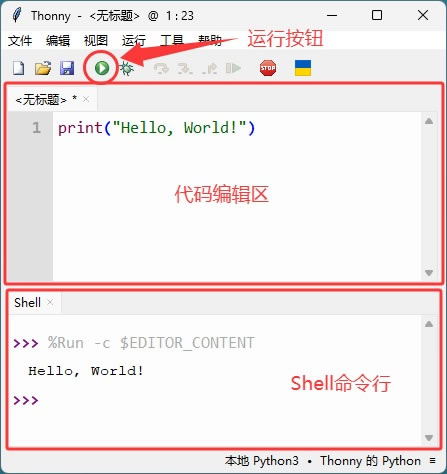 Thonny - <无标题> @ 1:23
文件 编辑 视图 运行 工具 帮助
运行按钮
STOP
<无标题> *
1 print("Hello, World!")
代码编辑区
Shell
>>> %Run -c $EDITOR_CONTENT
Hello, World!
>>>
Shell命令行
本地 Python3 • Thonny 的 Python ≡